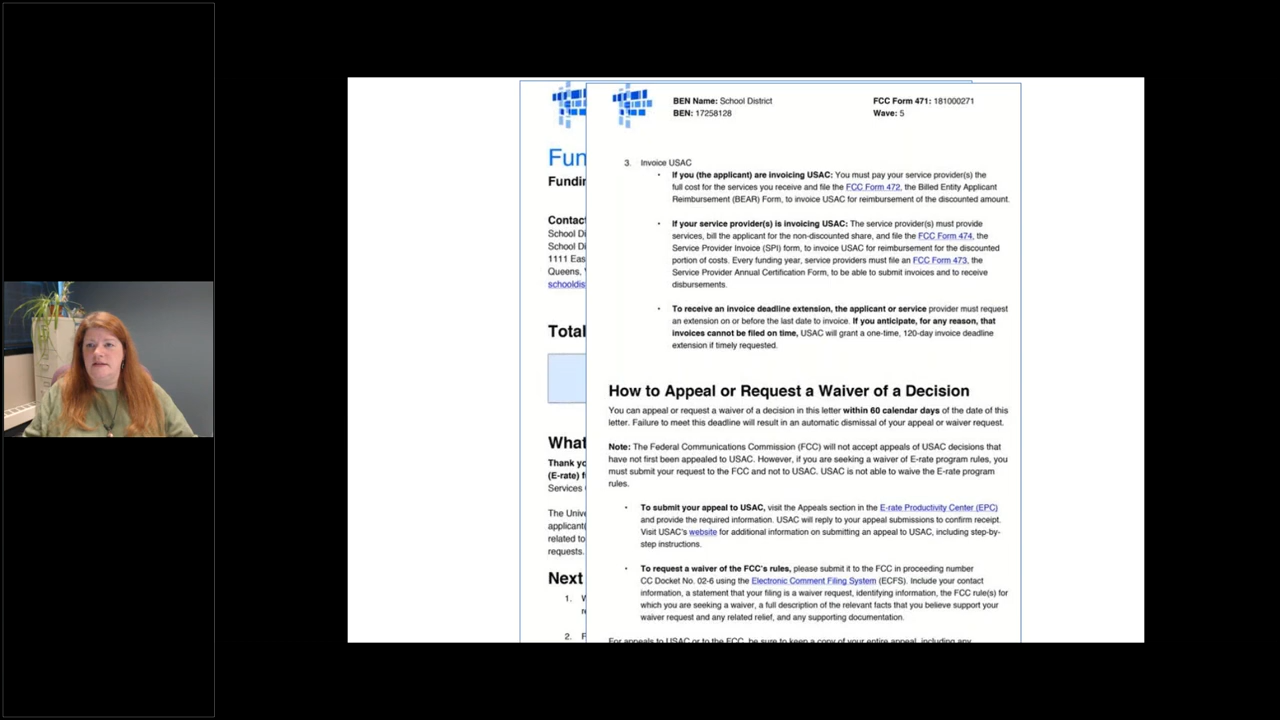 Fun
Fundin
Contac
School Di
School Di
1111 Eas
Queens,
schooldis
Total
What
Thank yo
(E-rate) f
Services
The Unive
applicant(
related to
requests.
Next
1.
2. F
BEN Name: School District
BEN: 17258128
FCC Form 471: 181000271
Wave: 5
3. Invoice USAC
• If you (the applicant) are invoicing USAC: You must pay your service provider(s) the
full cost for the services you receive and file the FCC Form 472, the Billed Entity Applicant
Reimbursement (BEAR) Form, to invoice USAC for reimbursement of the discounted amount.
• If your service provider(s) is invoicing USAC: The service provider(s) must provide
services, bill the applicant for the non-discounted share, and file the FCC Form 474, the
Service Provider Invoice (SPI) form, to invoice USAC for reimbursement for the discounted
portion of costs. Every funding year, service providers must file an FCC Form 473, the
Service Provider Annual Certification Form, to be able to submit invoices and to receive
disbursements.
• To receive an invoice deadline extension, the applicant or service provider must request
an extension on or before the last date to invoice. If you anticipate, for any reason, that
invoices cannot be filed on time, USAC will grant a one-time, 120-day invoice deadline
extension if timely requested.
How to Appeal or Request a Waiver of a Decision
You can appeal or request a waiver of a decision in this letter within 60 calendar days of the date of this
letter. Failure to meet this deadline will result in an automatic dismissal of your appeal or waiver request.
Note: The Federal Communications Commission (FCC) will not accept appeals of USAC decisions that
have not first been appealed to USAC. However, if you are seeking a waiver of E-rate program rules, you
must submit your request to the FCC and not to USAC. USAC is not able to waive the E-rate program
rules.
• To submit your appeal to USAC, visit the Appeals section in the E-rate Productivity Center (EPC)
and provide the required information. USAC will reply to your appeal submissions to confirm receipt.
Visit USAC's website for additional information on submitting an appeal to USAC, including step-by-
step instructions.
• To request a waiver of the FCC's rules, please submit it to the FCC in proceeding number
CC Docket No. 02-6 using the Electronic Comment Filing System (ECFS). Include your contact
information, a statement that your filing is a waiver request, identifying information, the FCC rule(s) for
which you are seeking a waiver, a full description of the relevant facts that you believe support your
waiver request and any related relief, and any supporting documentation.
For appeals to USAC or to the FCC, be sure to keep a copy of your entire appeal, including any